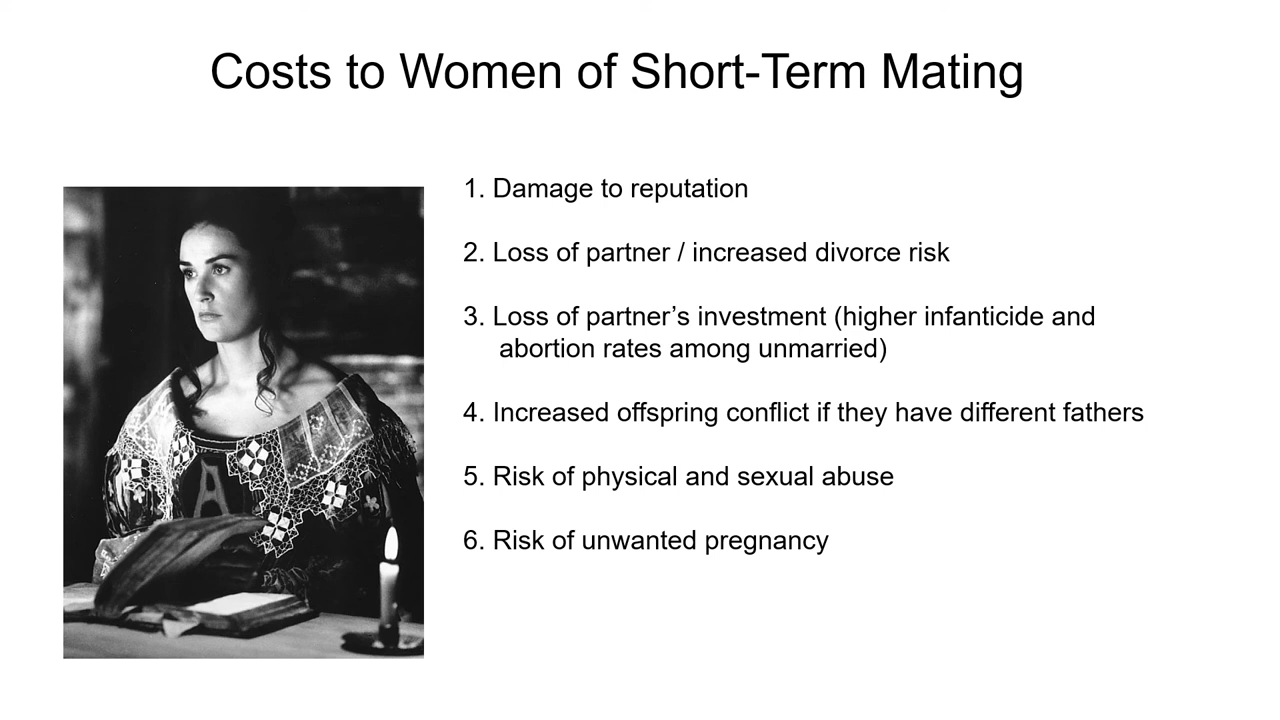 Costs to Women of Short-Term Mating
1. Damage to reputation
2. Loss of partner / increased divorce risk
3. Loss of partner’s investment (higher infanticide and
abortion rates among unmarried)
4. Increased offspring conflict if they have different fathers
5. Risk of physical and sexual abuse
6. Risk of unwanted pregnancy
A